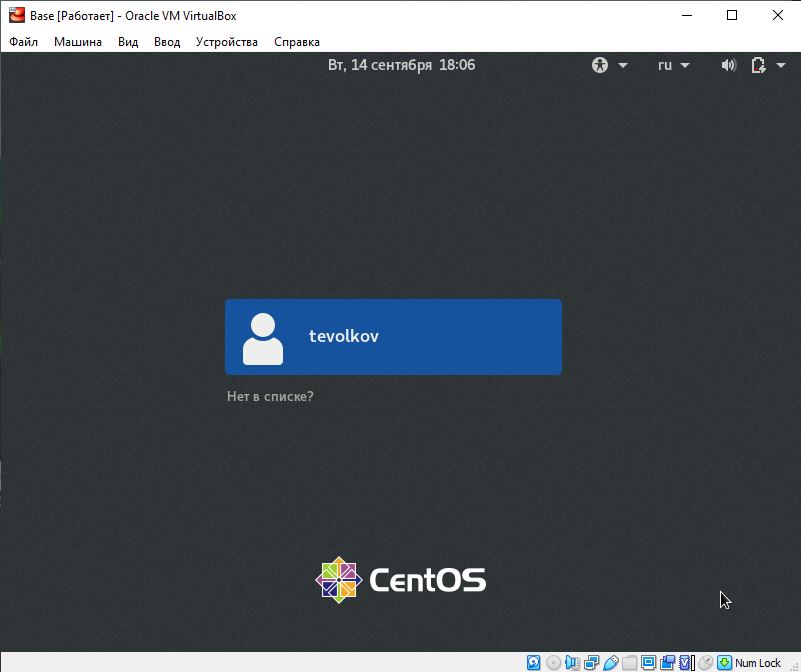 Base [Работает] - Oracle VM VirtualBox
Файл Машина Вид Ввод Устройства Справка
Вт, 14 сентября 18:06 ru
tevolkov
Нет в списке?
CentOS
Num Lock